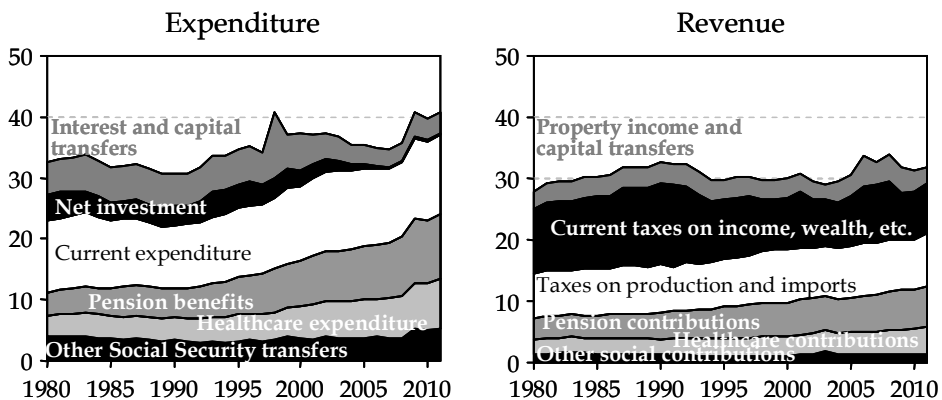 Expenditure
50
40
30
20
10
0
Interest and capital
transfers
Net investment
Current expenditure
Pension benefits
Healthcare expenditure
Other Social Security transfers
1980 1985 1990 1995 2000 2005 2010
Revenue
50
40
30
20
10
0
Property income and
capital transfers
Current taxes on income, wealth, etc.
Taxes on production and imports
Pension contributions
Healthcare contributions
Other social contributions
1980 1985 1990 1995 2000 2005 2010